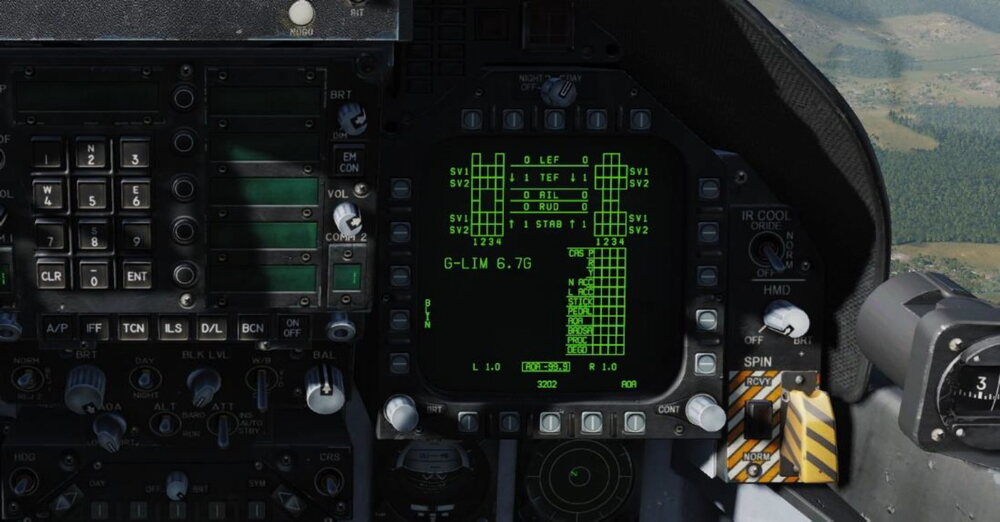 NOGO
BIT
BRT
DIM
EM
CON
VOL
COMM 2
1
N
2
3
W
4
5
E
6
7
S
8
9
CLR
-
0
ENT
A/P
IFF
TCN
ILS
D/L
BCN
ON
OFF
NIGHT
DAY
OFF
0 LEF 0
SV1 ↓ 1 TEF ↓ 1 SV1
SV2 SV2
0 AIL 0
0 RUD 0
SV1 ↑ 1 STAB ↑ 1 SV1
SV2 SV2
1234 1234
G-LIM 6.7G
CAS P
R
Y
N ACC
L ACC
STICK
PEDAL
AOA
BADSA
PROC
DEGD
BLIN
L 1.0 AOA -99.9 R 1.0
3202 AOA
BRT
CONT
IR COOL
ORIDE
NORM
OFF
HMD
OFF BRT
SPIN
RCVY
NORM
NORM
BRT
DAY
NIGHT
BLK LVL
W/B
BAL
AOA
ALT
BARO
RDR
ATT
INS
AUTO
STBY
HDG
DAY
OFF
BRT
SYM
CRS
3